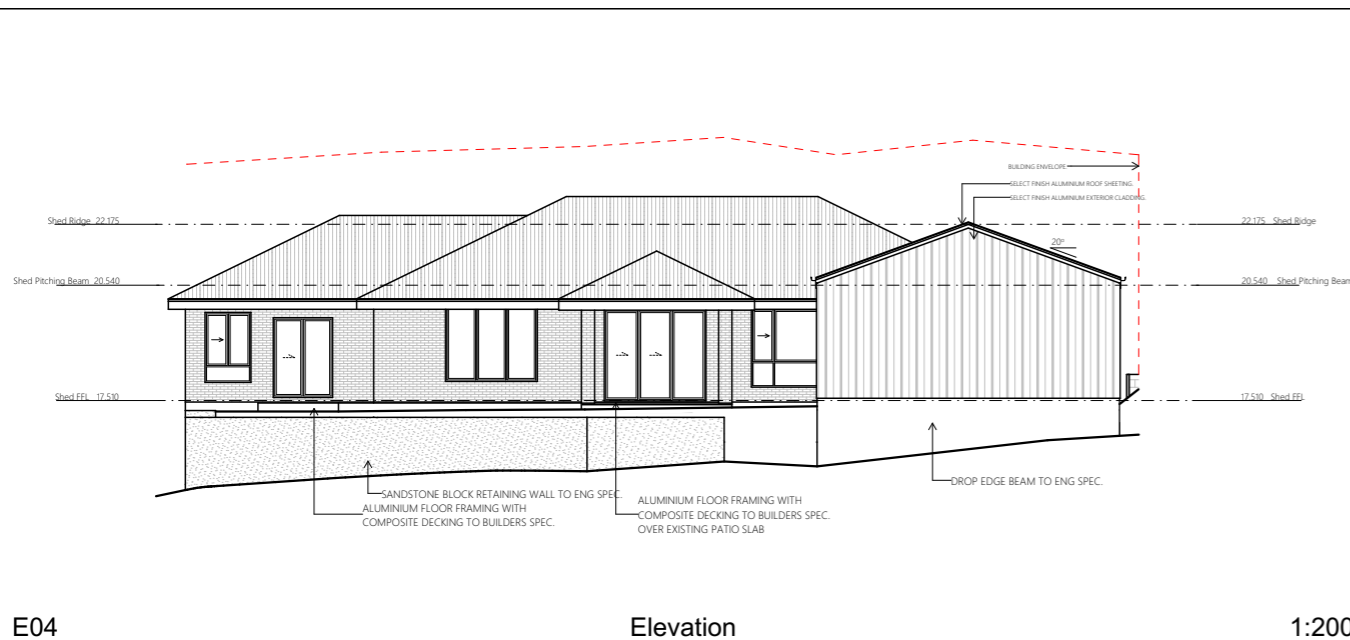 BUILDING ENVELOPE
SELECT FINISH ALUMINIUM ROOF SHEETING.
SELECT FINISH ALUMINIUM EXTERIOR CLADDING.
Shed Ridge 22.175
22.175 Shed Ridge
20°
Shed Pitching Beam 20.540
20.540 Shed Pitching Beam
Shed FFL 17.510
17.510 Shed FFL
DROP EDGE BEAM TO ENG SPEC.
SANDSTONE BLOCK RETAINING WALL TO ENG SPEC.
ALUMINIUM FLOOR FRAMING WITH
COMPOSITE DECKING TO BUILDERS SPEC.
ALUMINIUM FLOOR FRAMING WITH
COMPOSITE DECKING TO BUILDERS SPEC.
OVER EXISTING PATIO SLAB
E04
Elevation
1:200